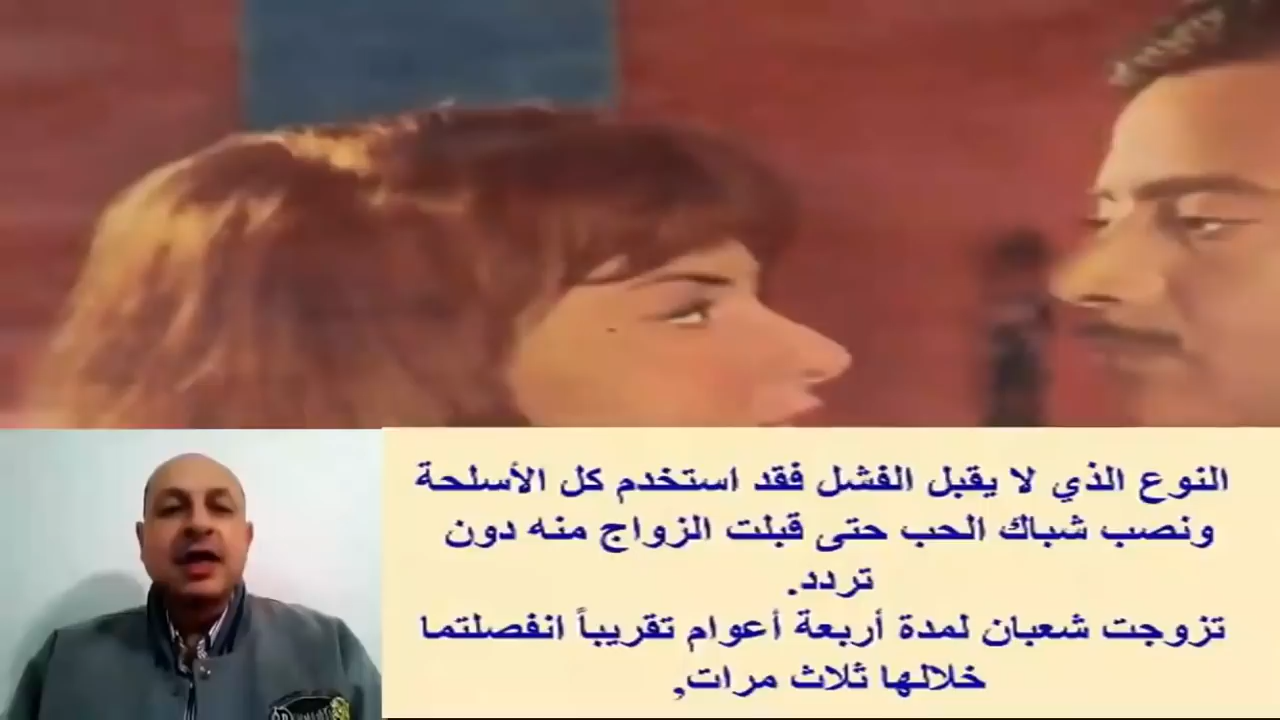 النوع الذي لا يقبل الفشل فقد استخدم كل الأسلحة
ونصب شباك الحب حتى قبلت الزواج منه دون
تردد.
تزوجت شعبان لمدة أربعة أعوام تقريباً انفصلتما
خلالها ثلاث مرات,